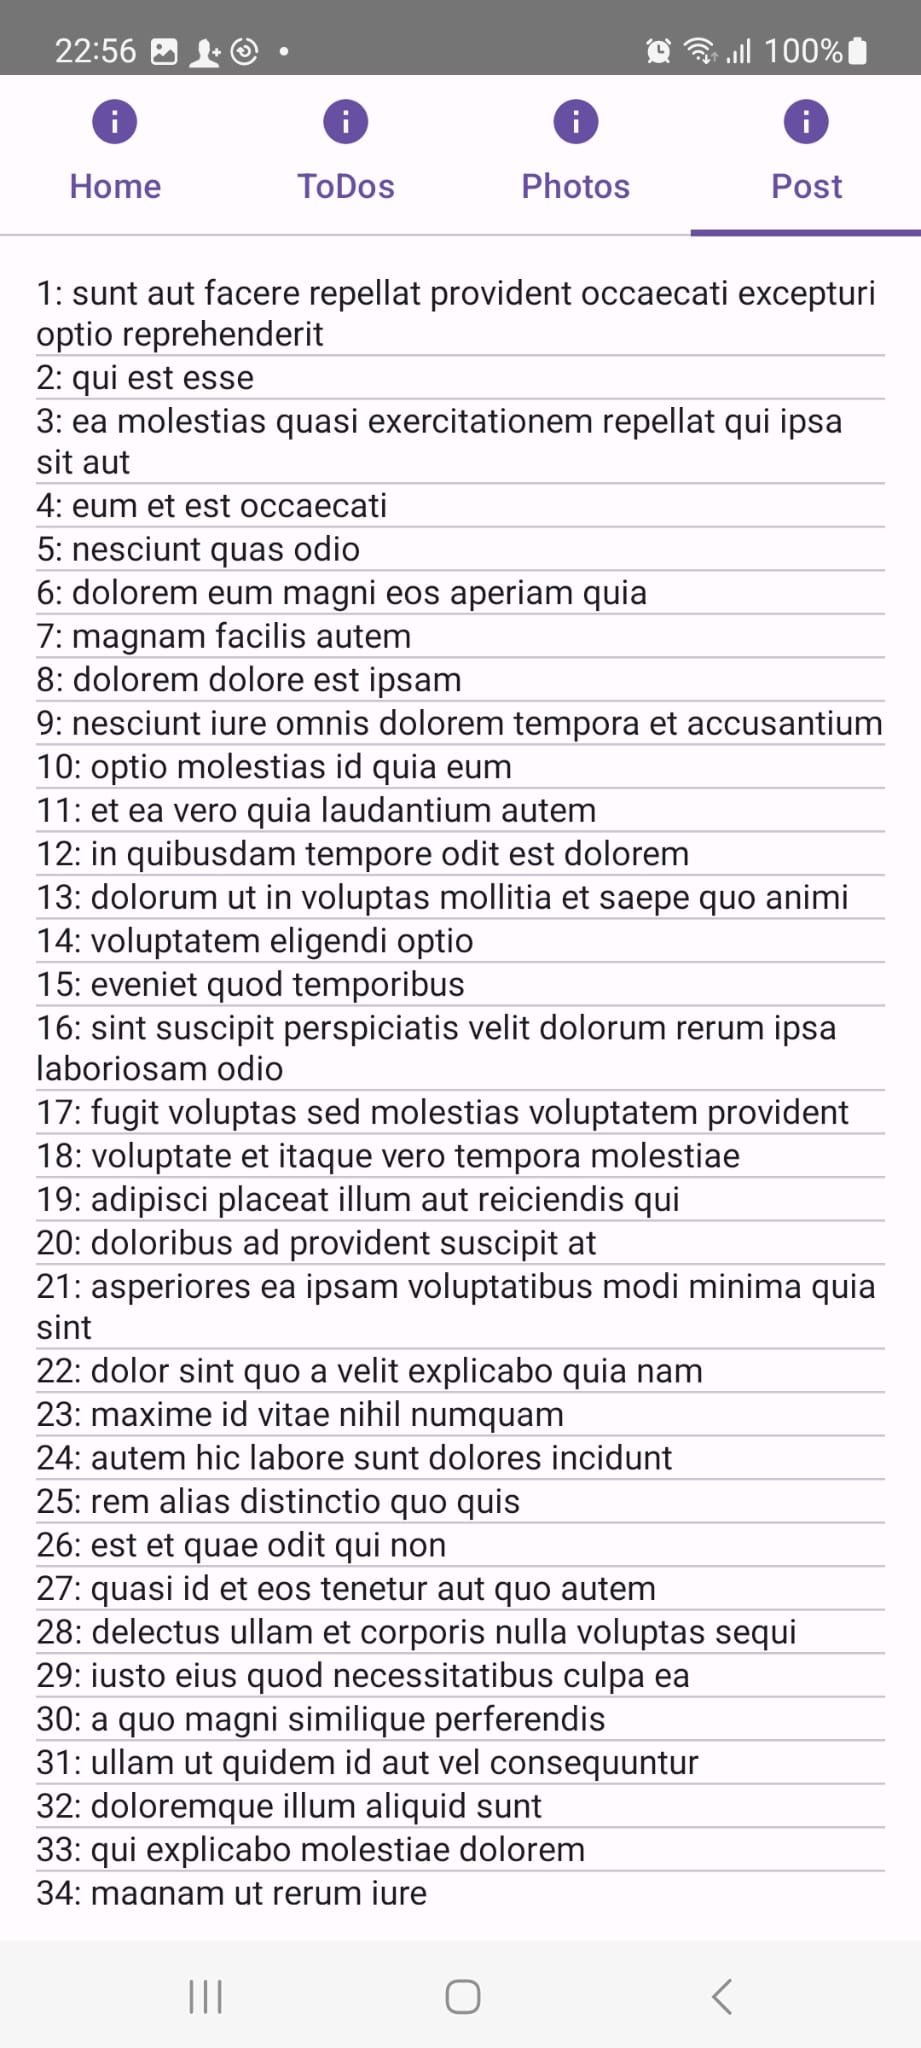 22:56
100%
Home ToDos Photos Post
1: sunt aut facere repellat provident occaecati excepturi
optio reprehenderit
2: qui est esse
3: ea molestias quasi exercitationem repellat qui ipsa
sit aut
4: eum et est occaecati
5: nesciunt quas odio
6: dolorem eum magni eos aperiam quia
7: magnam facilis autem
8: dolorem dolore est ipsam
9: nesciunt iure omnis dolorem tempora et accusantium
10: optio molestias id quia eum
11: et ea vero quia laudantium autem
12: in quibusdam tempore odit est dolorem
13: dolorum ut in voluptas mollitia et saepe quo animi
14: voluptatem eligendi optio
15: eveniet quod temporibus
16: sint suscipit perspiciatis velit dolorum rerum ipsa
laboriosam odio
17: fugit voluptas sed molestias voluptatem provident
18: voluptate et itaque vero tempora molestiae
19: adipisci placeat illum aut reiciendis qui
20: doloribus ad provident suscipit at
21: asperiores ea ipsam voluptatibus modi minima quia
sint
22: dolor sint quo a velit explicabo quia nam
23: maxime id vitae nihil numquam
24: autem hic labore sunt dolores incidunt
25: rem alias distinctio quo quis
26: est et quae odit qui non
27: quasi id et eos tenetur aut quo autem
28: delectus ullam et corporis nulla voluptas sequi
29: iusto eius quod necessitatibus culpa ea
30: a quo magni similique perferendis
31: ullam ut quidem id aut vel consequuntur
32: doloremque illum aliquid sunt
33: qui explicabo molestiae dolorem
34: magnam ut rerum iure